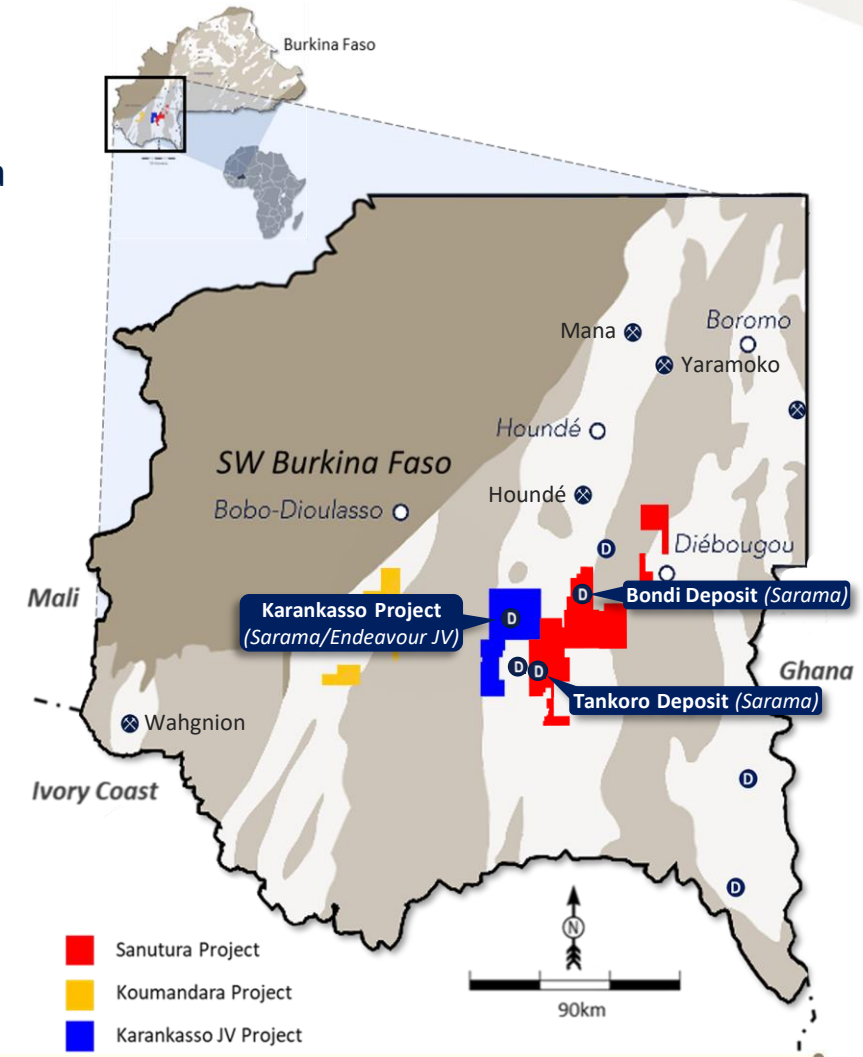 Burkina Faso
a
Mana
Boromo
Yaramoko
Houndé
SW Burkina Faso
Houndé
Bobo-Dioulasso
D
Diébougou
Mali
D
Bondi Deposit (Sarama)
Karankasso Project
(Sarama/Endeavour JV)
D
D
D
Ghana
Tankoro Deposit (Sarama)
Wahgnion
D
Ivory Coast
D
N
Sanutura Project
Koumandara Project
90km
Karankasso JV Project